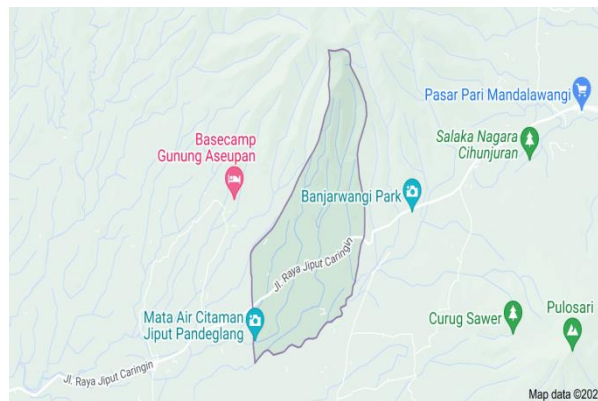 Pasar Pari Mandalawangi
Salaka Nagara
Cihunjuran
Basecamp
Gunung Aseupan
Banjarwangi Park
Jl. Raya Jiput Caringin
Mata Air Citaman
Jiput Pandeglang
Curug Sawer
Pulosari
Jl. Raya Jiput Caringin
Map data ©202